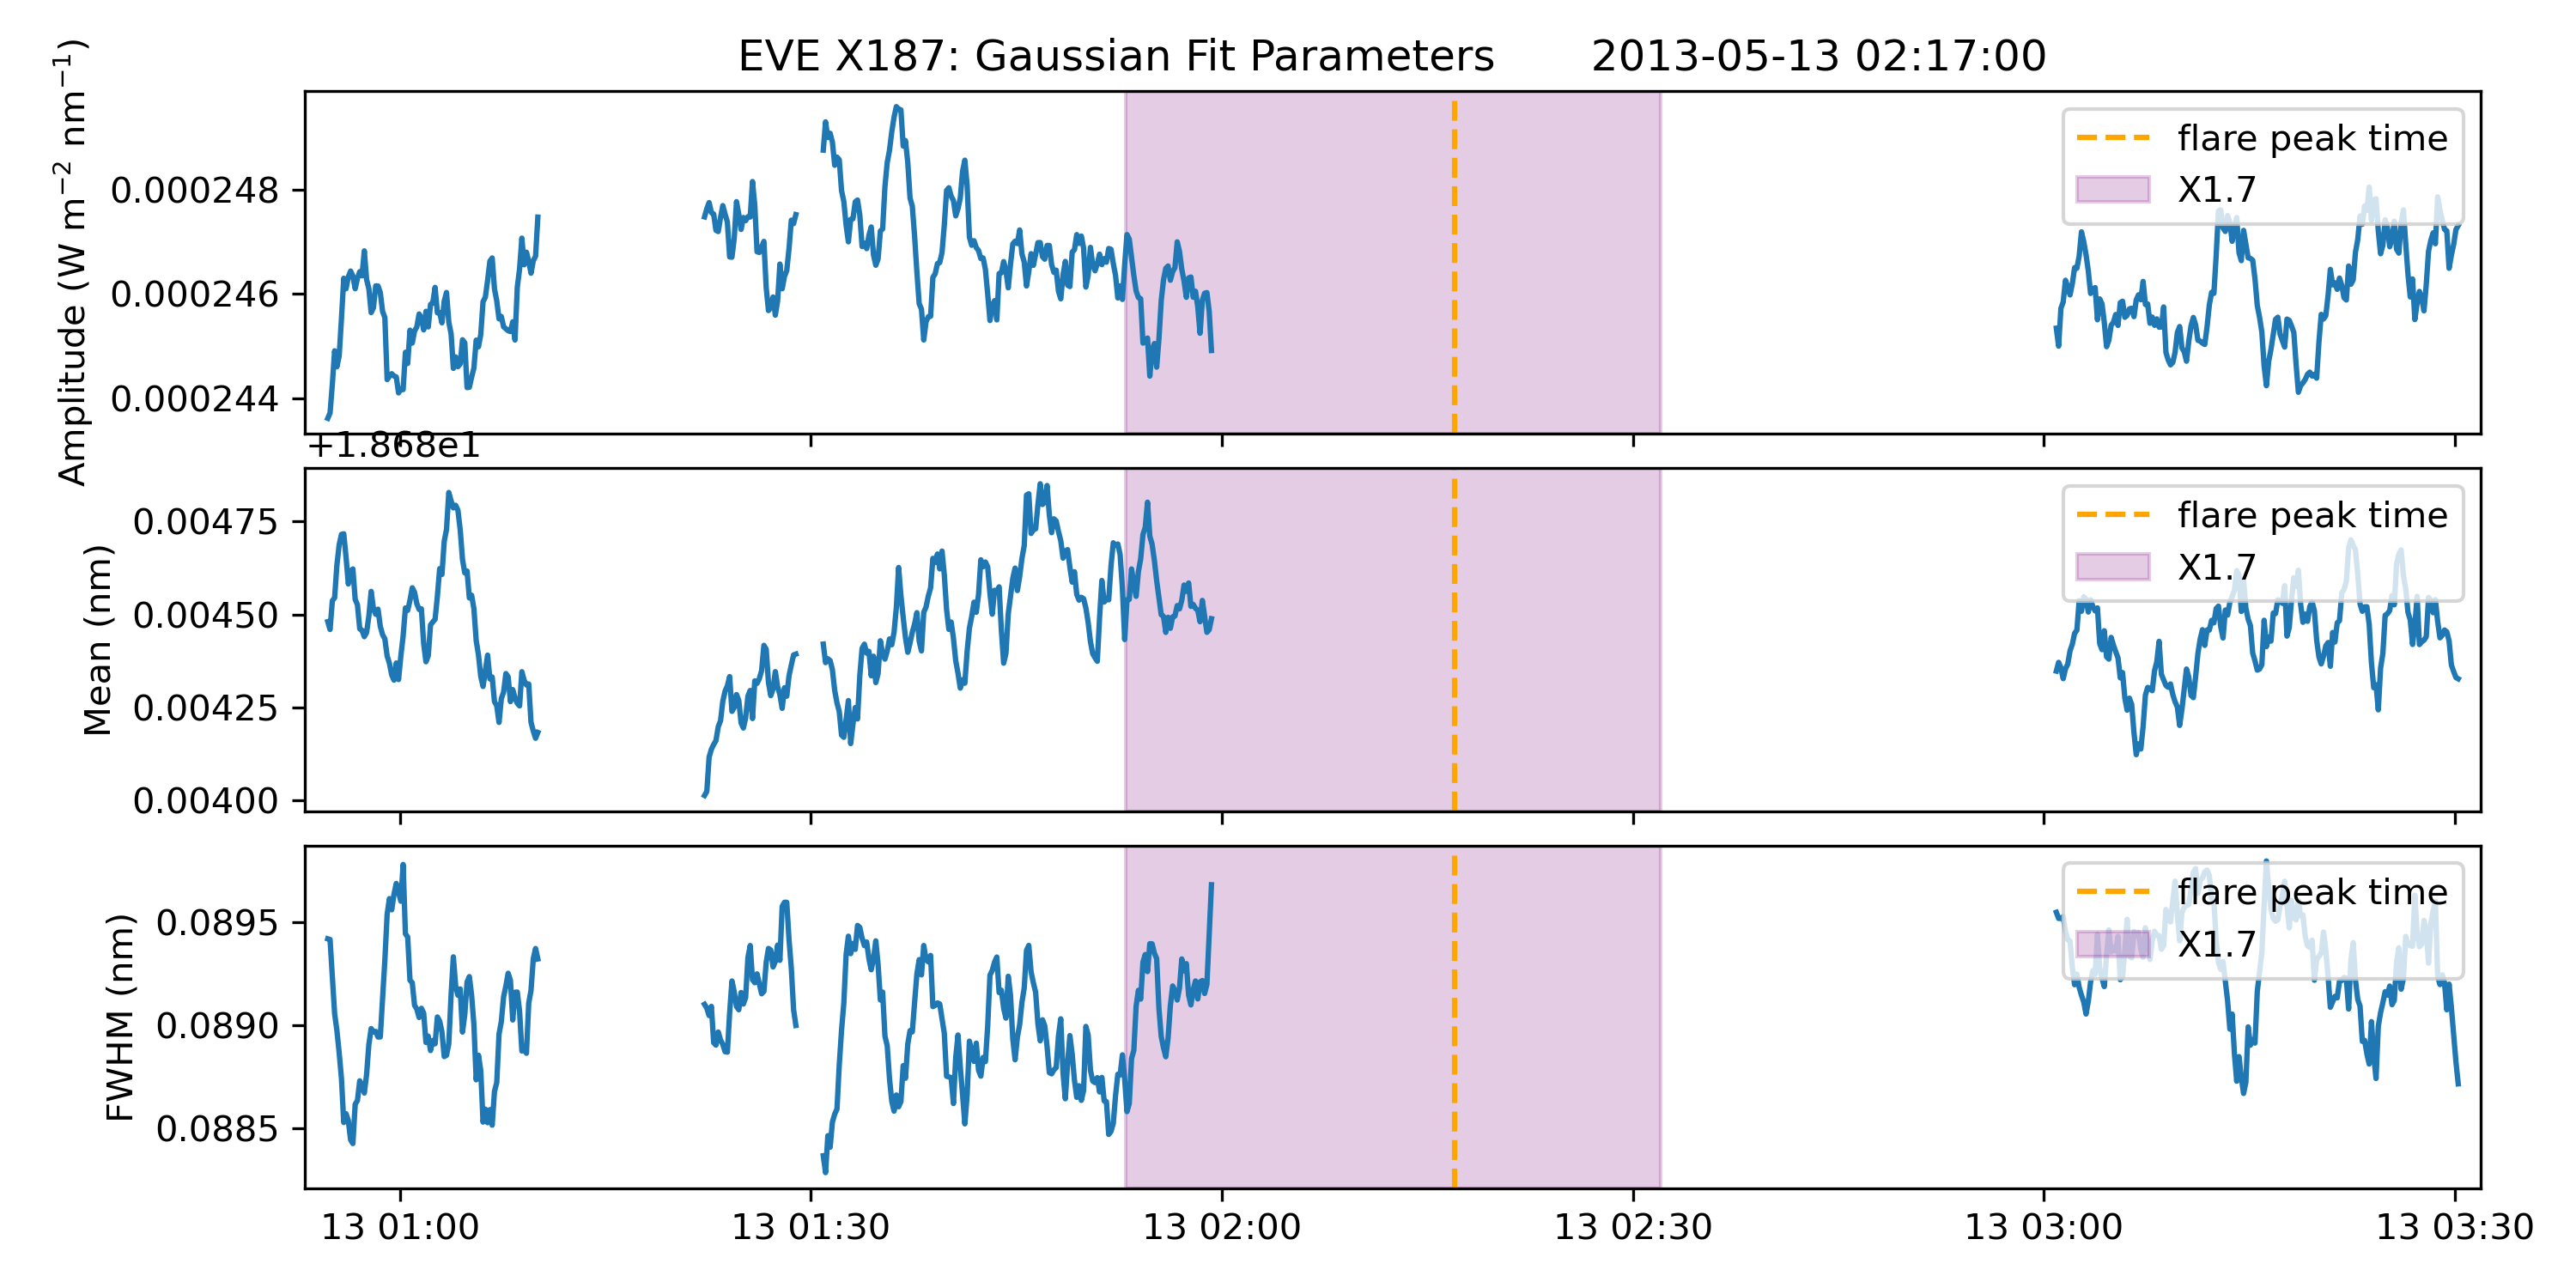 EVE X187: Gaussian Fit Parameters 2013-05-13 02:17:00
Amplitude (W m⁻² nm⁻¹)
0.000248
0.000246
0.000244
flare peak time
X1.7
+1.868e1
Mean (nm)
0.00475
0.00450
0.00425
0.00400
flare peak time
X1.7
FWHM (nm)
0.0895
0.0890
0.0885
flare peak time
X1.7
13 01:00 13 01:30 13 02:00 13 02:30 13 03:00 13 03:30